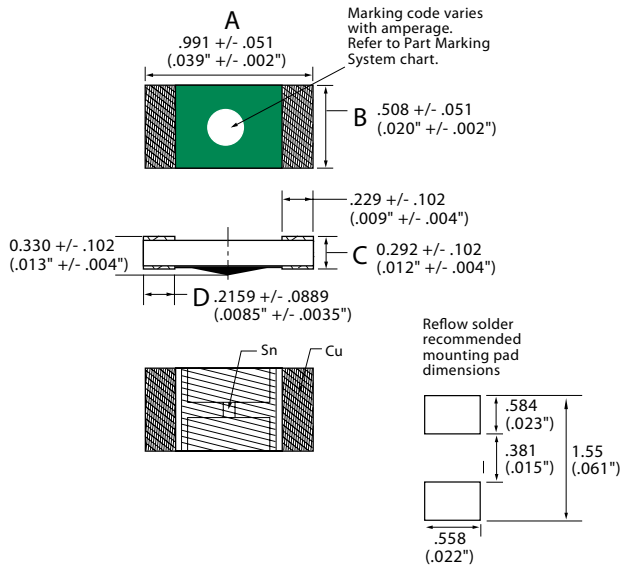 A
.991 +/- .051
(.039" +/- .002")
Marking code varies
with amperage.
Refer to Part Marking
System chart.
B
.508 +/- .051
(.020" +/- .002")
.229 +/- .102
(.009" +/- .004")
0.330 +/- .102
(.013" +/- .004")
C
0.292 +/- .102
(.012" +/- .004")
D
.2159 +/- .0889
(.0085" +/- .0035")
Sn
Cu
Reflow solder
recommended
mounting pad
dimensions
.584
(.023")
.381
(.015")
1.55
(.061")
.558
(.022")